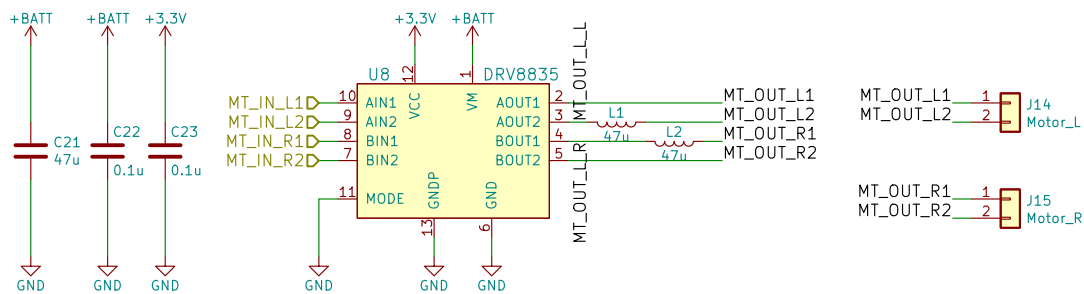 +BATT
+BATT
+3.3V
+3.3V
+BATT
C21
47u
C22
0.1u
C23
0.1u
GND
GND
GND
U8
DRV8835
12
VCC
1
VM
MT_IN_L1
10
AIN1
MT_IN_L2
9
AIN2
MT_IN_R1
8
BIN1
MT_IN_R2
7
BIN2
11
MODE
GNDP
13
GND
6
AOUT1
2
AOUT2
3
BOUT1
4
BOUT2
5
MT_OUT_L_L
MT_OUT_L_R
L1
47u
L2
47u
MT_OUT_L1
MT_OUT_L2
MT_OUT_R1
MT_OUT_R2
GND
GND
GND
MT_OUT_L1
1
MT_OUT_L2
2
J14
Motor_L
MT_OUT_R1
1
MT_OUT_R2
2
J15
Motor_R